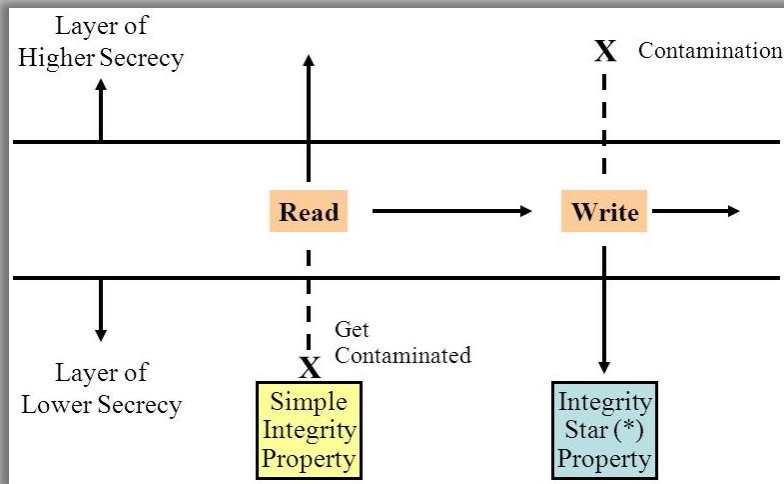 Layer of
Higher Secrecy
X Contamination
Read
Write
Get
Contaminated
X
Layer of
Lower Secrecy
Simple
Integrity
Property
Integrity
Star (*)
Property